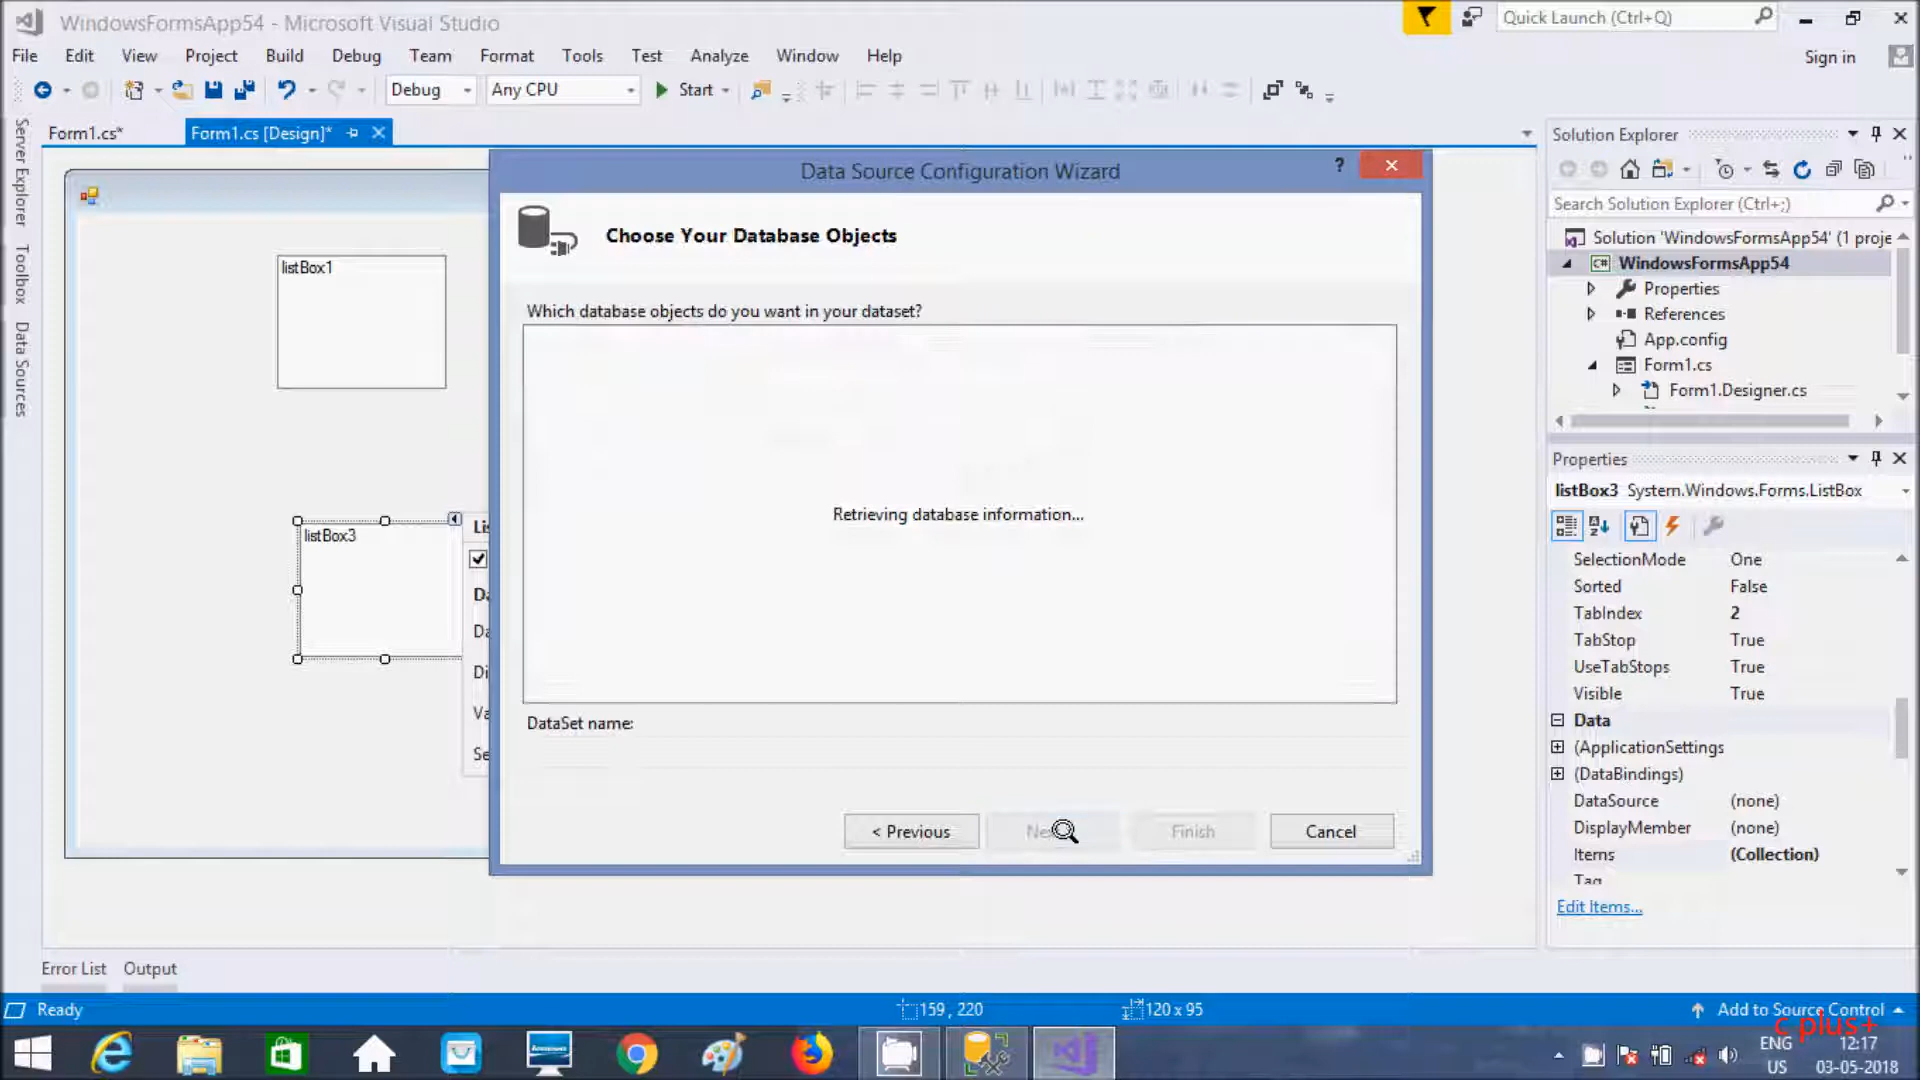 WindowsFormsApp54 - Microsoft Visual Studio
Quick Launch (Ctrl+Q)
File Edit View Project Build Debug Team Format Tools Test Analyze Window Help
Sign in
Debug Any CPU Start
Form1.cs* Form1.cs [Design]*
Server Explorer
Toolbox
Data Sources
listBox1
listBox3
Data Source Configuration Wizard
?
Choose Your Database Objects
Which database objects do you want in your dataset?
Retrieving database information...
DataSet name:
< Previous
Finish
Cancel
Solution Explorer
Search Solution Explorer (Ctrl+;)
Solution 'WindowsFormsApp54' (1 proje
C# WindowsFormsApp54
Properties
References
App.config
Form1.cs
Form1.Designer.cs
Properties
listBox3 System.Windows.Forms.ListBox
SelectionMode One
Sorted False
TabIndex 2
TabStop True
UseTabStops True
Visible True
Data
(ApplicationSettings
(DataBindings)
DataSource (none)
DisplayMember (none)
Items (Collection)
Tag
Edit Items...
Error List Output
Ready
159 , 220
120 x 95
Add to Source Control
c plus+
ENG
US
12:17
03-05-2018